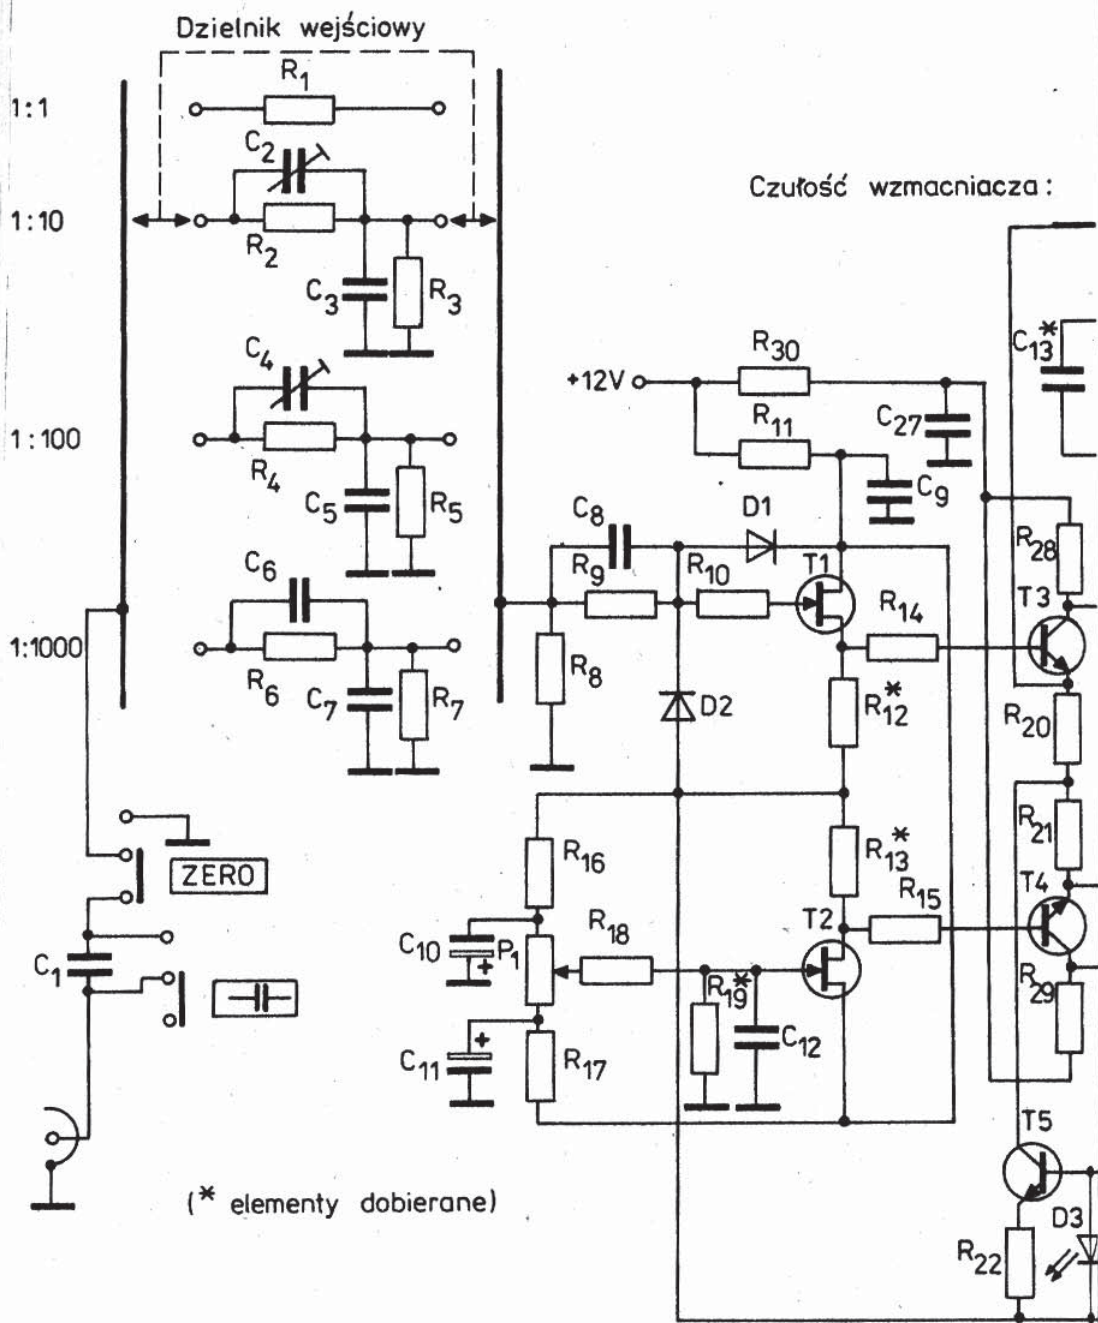 Dzielnik wejściowy
1:1
R1
C2
1:10
R2
C3
R3
Czułość wzmacniacza:
C4
1:100
R4
C5
R5
C6
1:1000
R6
C7
R7
+12V
R30
R11
C27
C9
C13*
C8
D1
R9
R10
T1
R8
R14
R28
T3
D2
R12*
R20
R16
R13*
R21
ZERO
R15
T4
C10
P1
+
R18
T2
C1
R19*
R29
C11
+
R17
C12
T5
(* elementy dobierane)
R22
D3